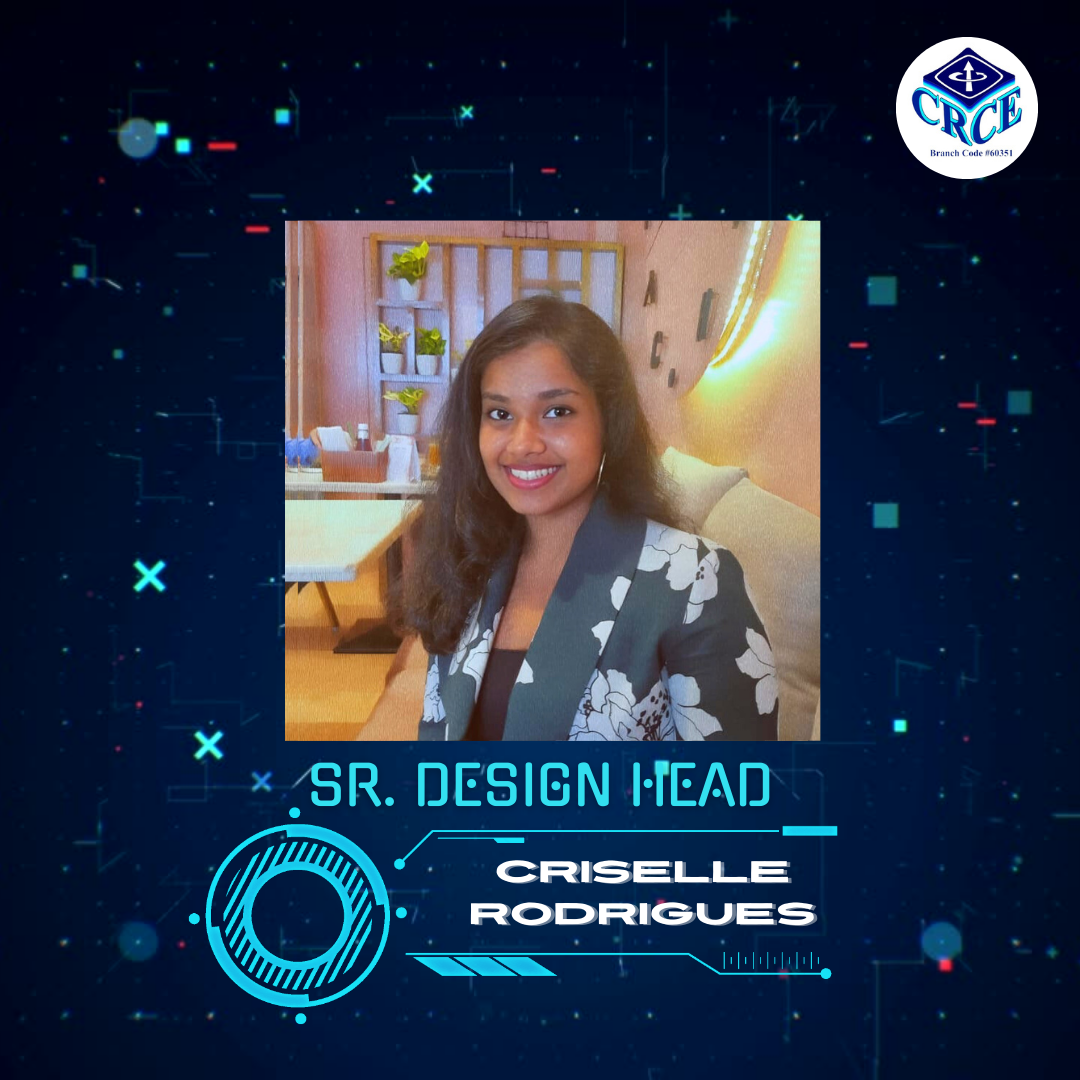 CRCE
Branch Code #60351
SR. DESIGN HEAD
CRISELLE
RODRIGUES